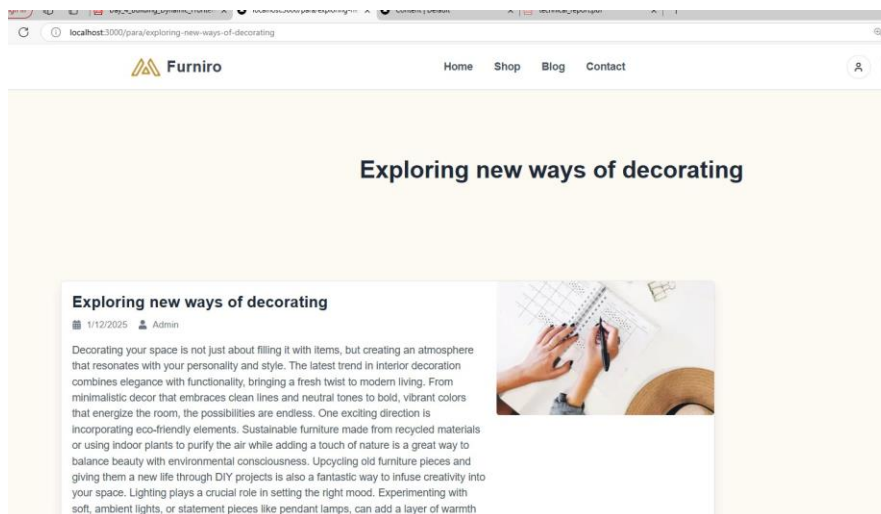 localhost:3000/para/exploring-new-ways-of-decorating
Furniro
Home Shop Blog Contact
Exploring new ways of decorating
Exploring new ways of decorating
1/12/2025 Admin
Decorating your space is not just about filling it with items, but creating an atmosphere
that resonates with your personality and style. The latest trend in interior decoration
combines elegance with functionality, bringing a fresh twist to modern living. From
minimalistic decor that embraces clean lines and neutral tones to bold, vibrant colors
that energize the room, the possibilities are endless. One exciting direction is
incorporating eco-friendly elements. Sustainable furniture made from recycled materials
or using indoor plants to purify the air while adding a touch of nature is a great way to
balance beauty with environmental consciousness. Upcycling old furniture pieces and
giving them a new life through DIY projects is also a fantastic way to infuse creativity into
your space. Lighting plays a crucial role in setting the right mood. Experimenting with
soft, ambient lights, or statement pieces like pendant lamps, can add a layer of warmth